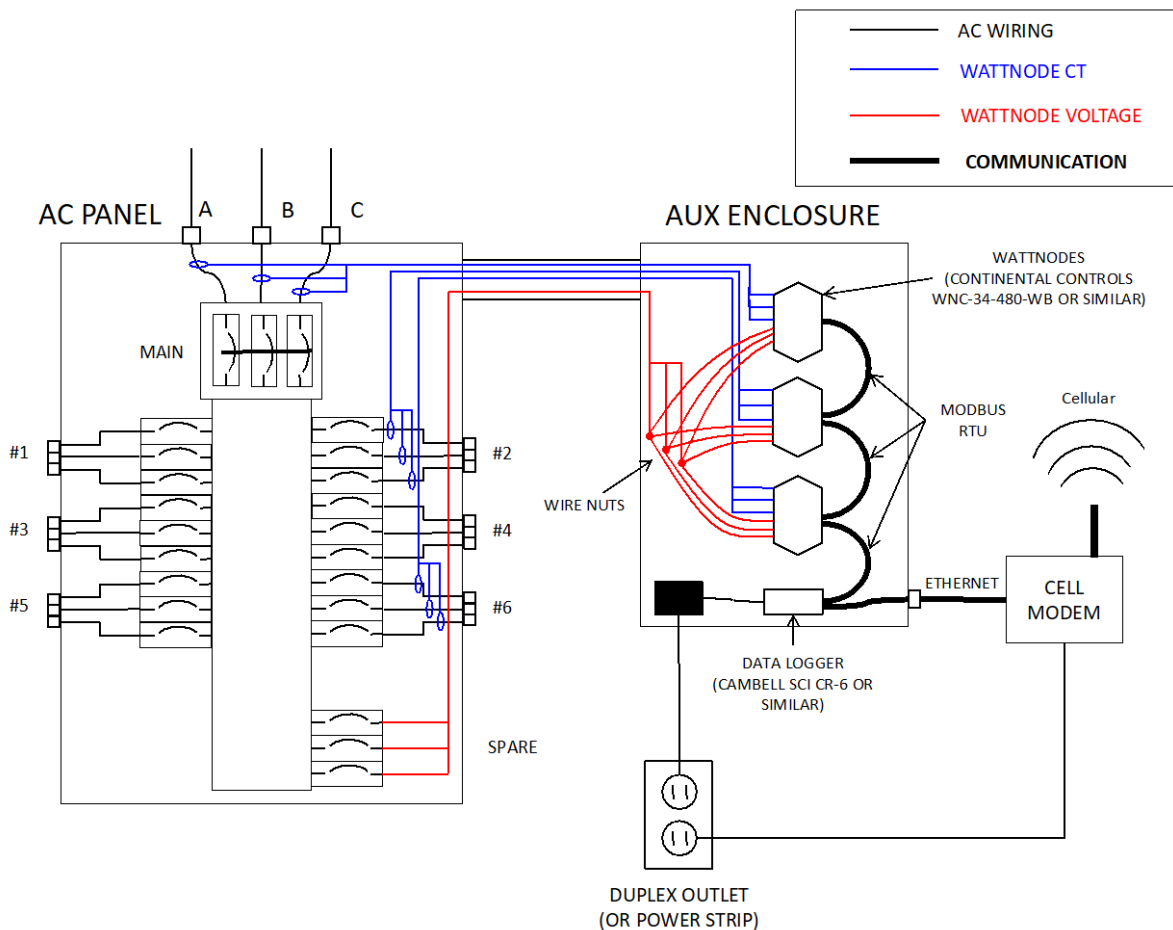 AC WIRING
WATTNODE CT
WATTNODE VOLTAGE
COMMUNICATION
AC PANEL
A
B
C
AUX ENCLOSURE
WATTNODES
(CONTINENTAL CONTROLS
WNC-34-480-WB OR SIMILAR)
MAIN
MODBUS
RTU
Cellular
#1
#2
WIRE NUTS
#3
#4
#5
#6
ETHERNET
CELL
MODEM
DATA LOGGER
(CAMBELL SCI CR-6 OR
SIMILAR)
SPARE
DUPLEX OUTLET
(OR POWER STRIP)